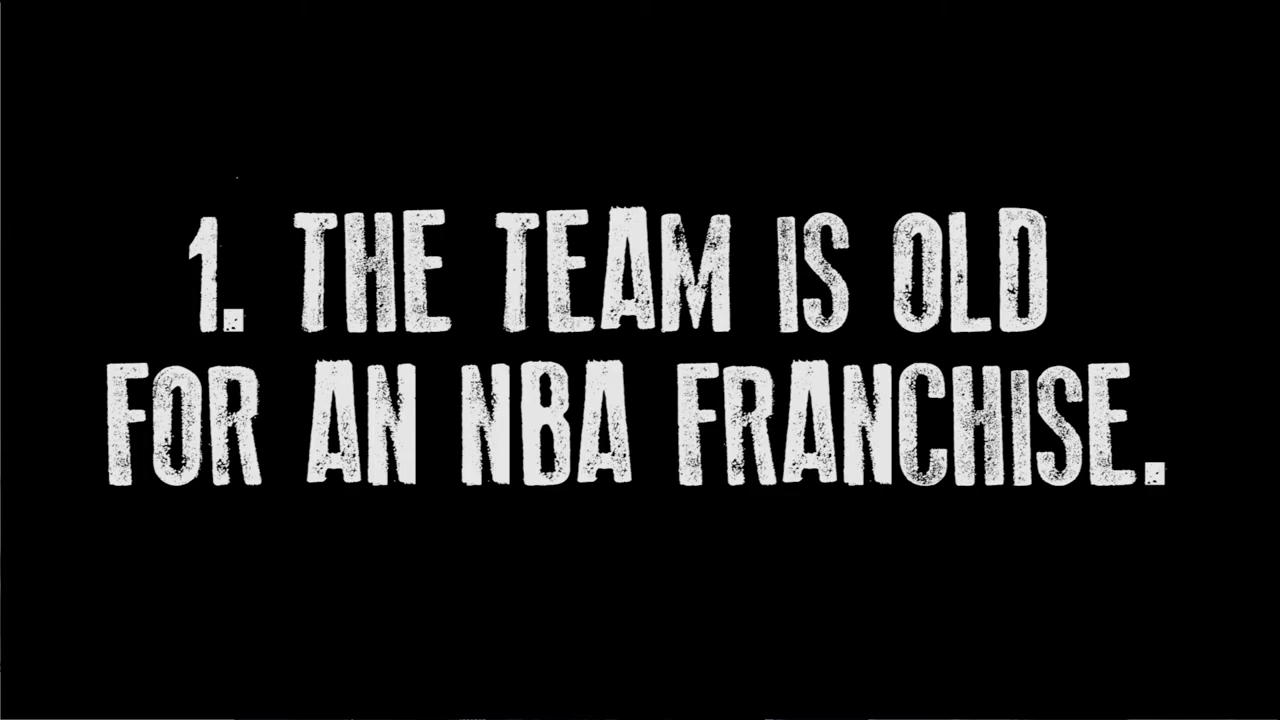 1. THE TEAM IS OLD
FOR AN NBA FRANCHISE.